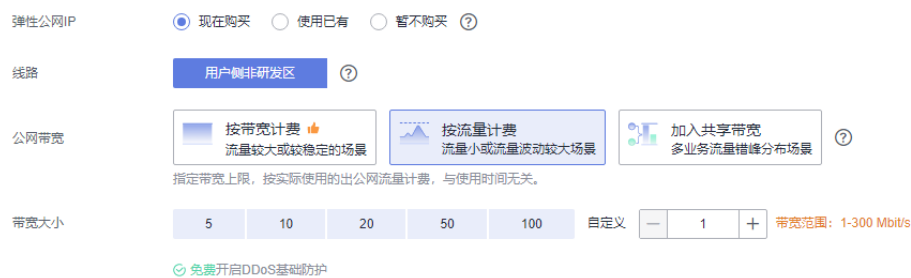 弹性公网IP 现在购买 使用已有 暂不购买 ?
线路 用户侧非研发区 ?
公网带宽 按带宽计费 按流量计费 加入共享带宽 ?
流量较大或较稳定的场景 流量小或流量波动较大场景 多业务流量错峰分布场景
指定带宽上限，按实际使用的出公网流量计费，与使用时间无关。
带宽大小 5 10 20 50 100 自定义 — 1 + 带宽范围：1-300 Mbit/s
免费开启DDoS基础防护